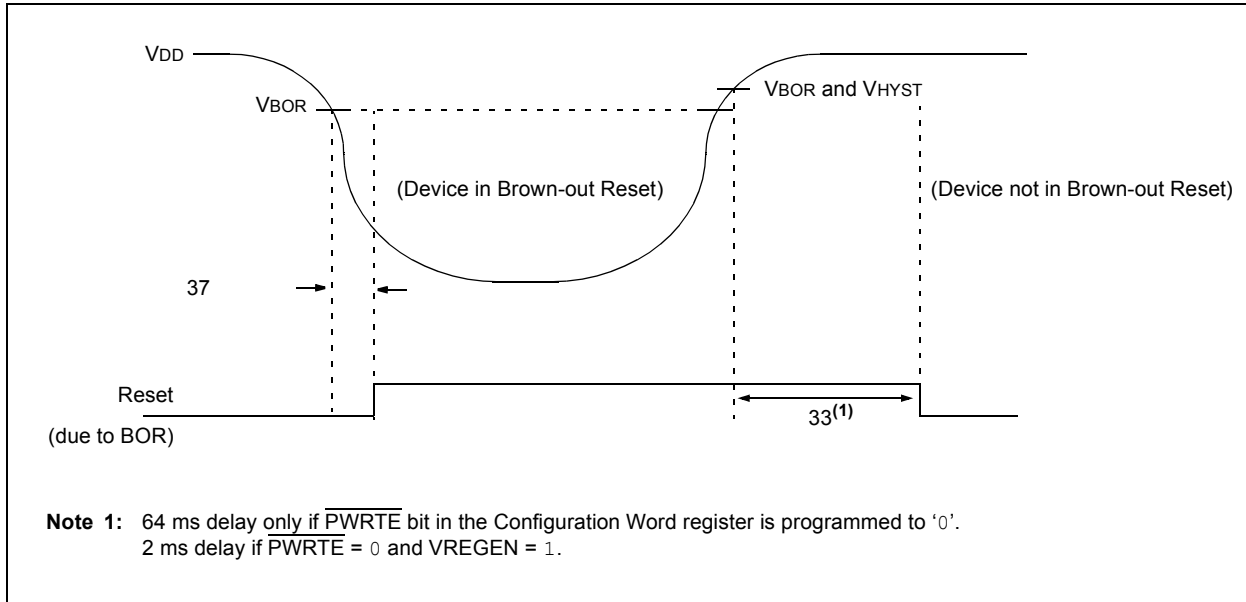 VDD
VBOR and VHYST
VBOR
(Device in Brown-out Reset)
(Device not in Brown-out Reset)
37
Reset
33(1)
(due to BOR)
Note 1: 64 ms delay only if PWRTE bit in the Configuration Word register is programmed to ‘0’.
2 ms delay if PWRTE = 0 and VREGEN = 1.